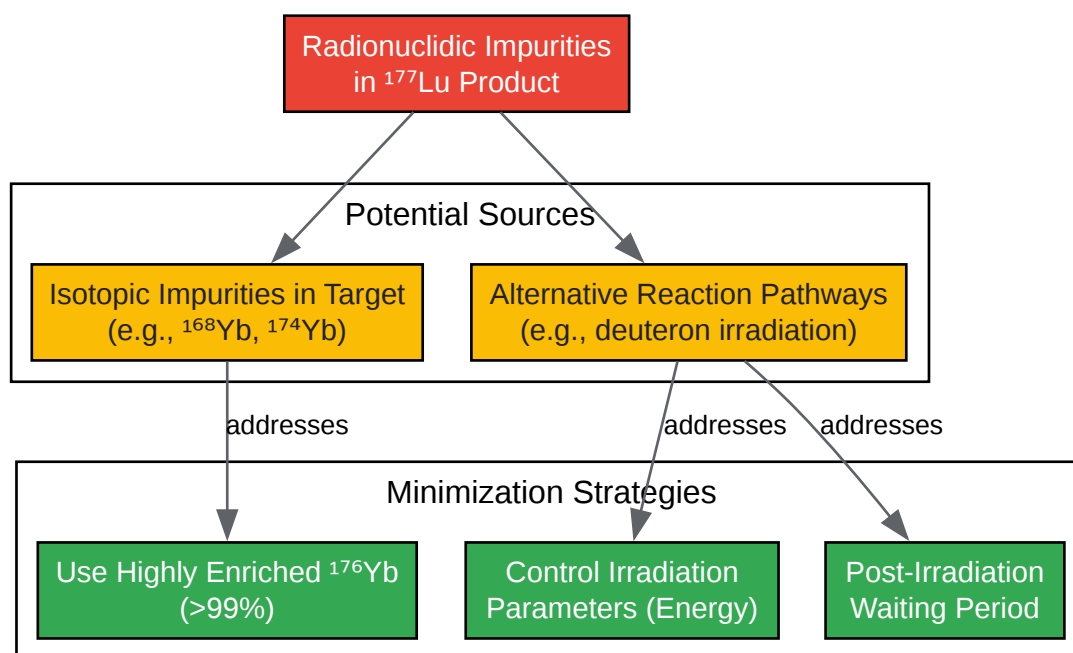 Radionuclidic Impurities
in ¹⁷⁷Lu Product
Potential Sources
Isotopic Impurities in Target
(e.g., ¹⁶⁸Yb, ¹⁷⁴Yb)
Alternative Reaction Pathways
(e.g., deuteron irradiation)
addresses
addresses
addresses
Minimization Strategies
Use Highly Enriched ¹⁷⁶Yb
(>99%)
Control Irradiation
Parameters (Energy)
Post-Irradiation
Waiting Period